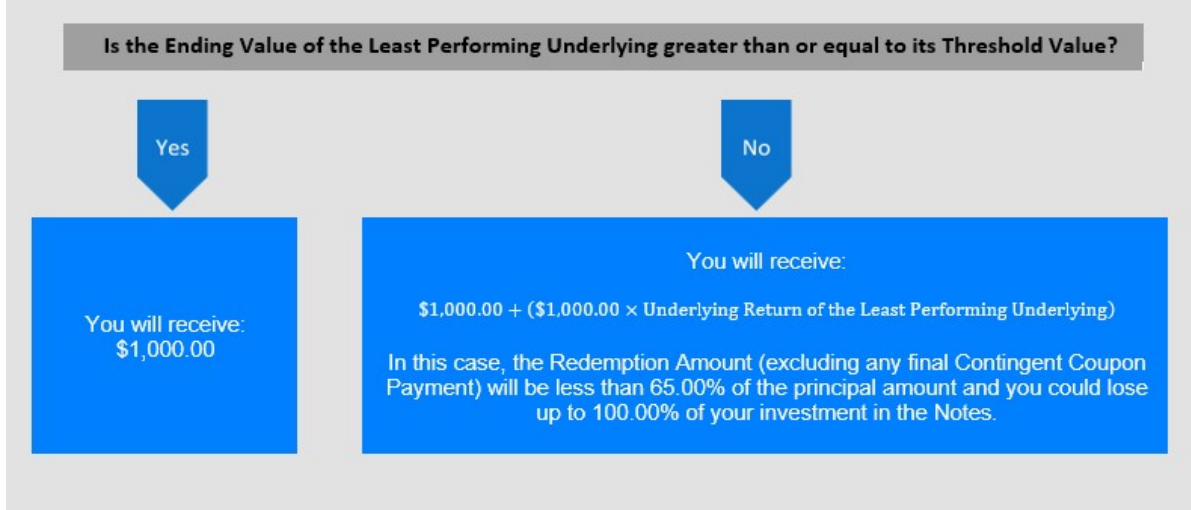 Is the Ending Value of the Least Performing Underlying greater than or equal to its Threshold Value?
Yes
No
You will receive:
$1,000.00
You will receive:
$1,000.00 + ($1,000.00 × Underlying Return of the Least Performing Underlying)
In this case, the Redemption Amount (excluding any final Contingent Coupon
Payment) will be less than 65.00% of the principal amount and you could lose
up to 100.00% of your investment in the Notes.